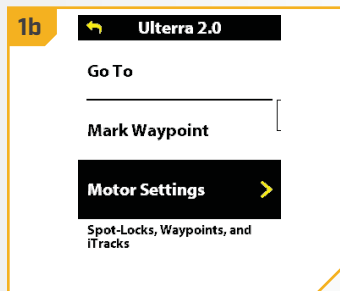 1b
Ulterra 2.0
Go To
Mark Waypoint
Motor Settings
Spot-Locks, Waypoints, and
iTracks